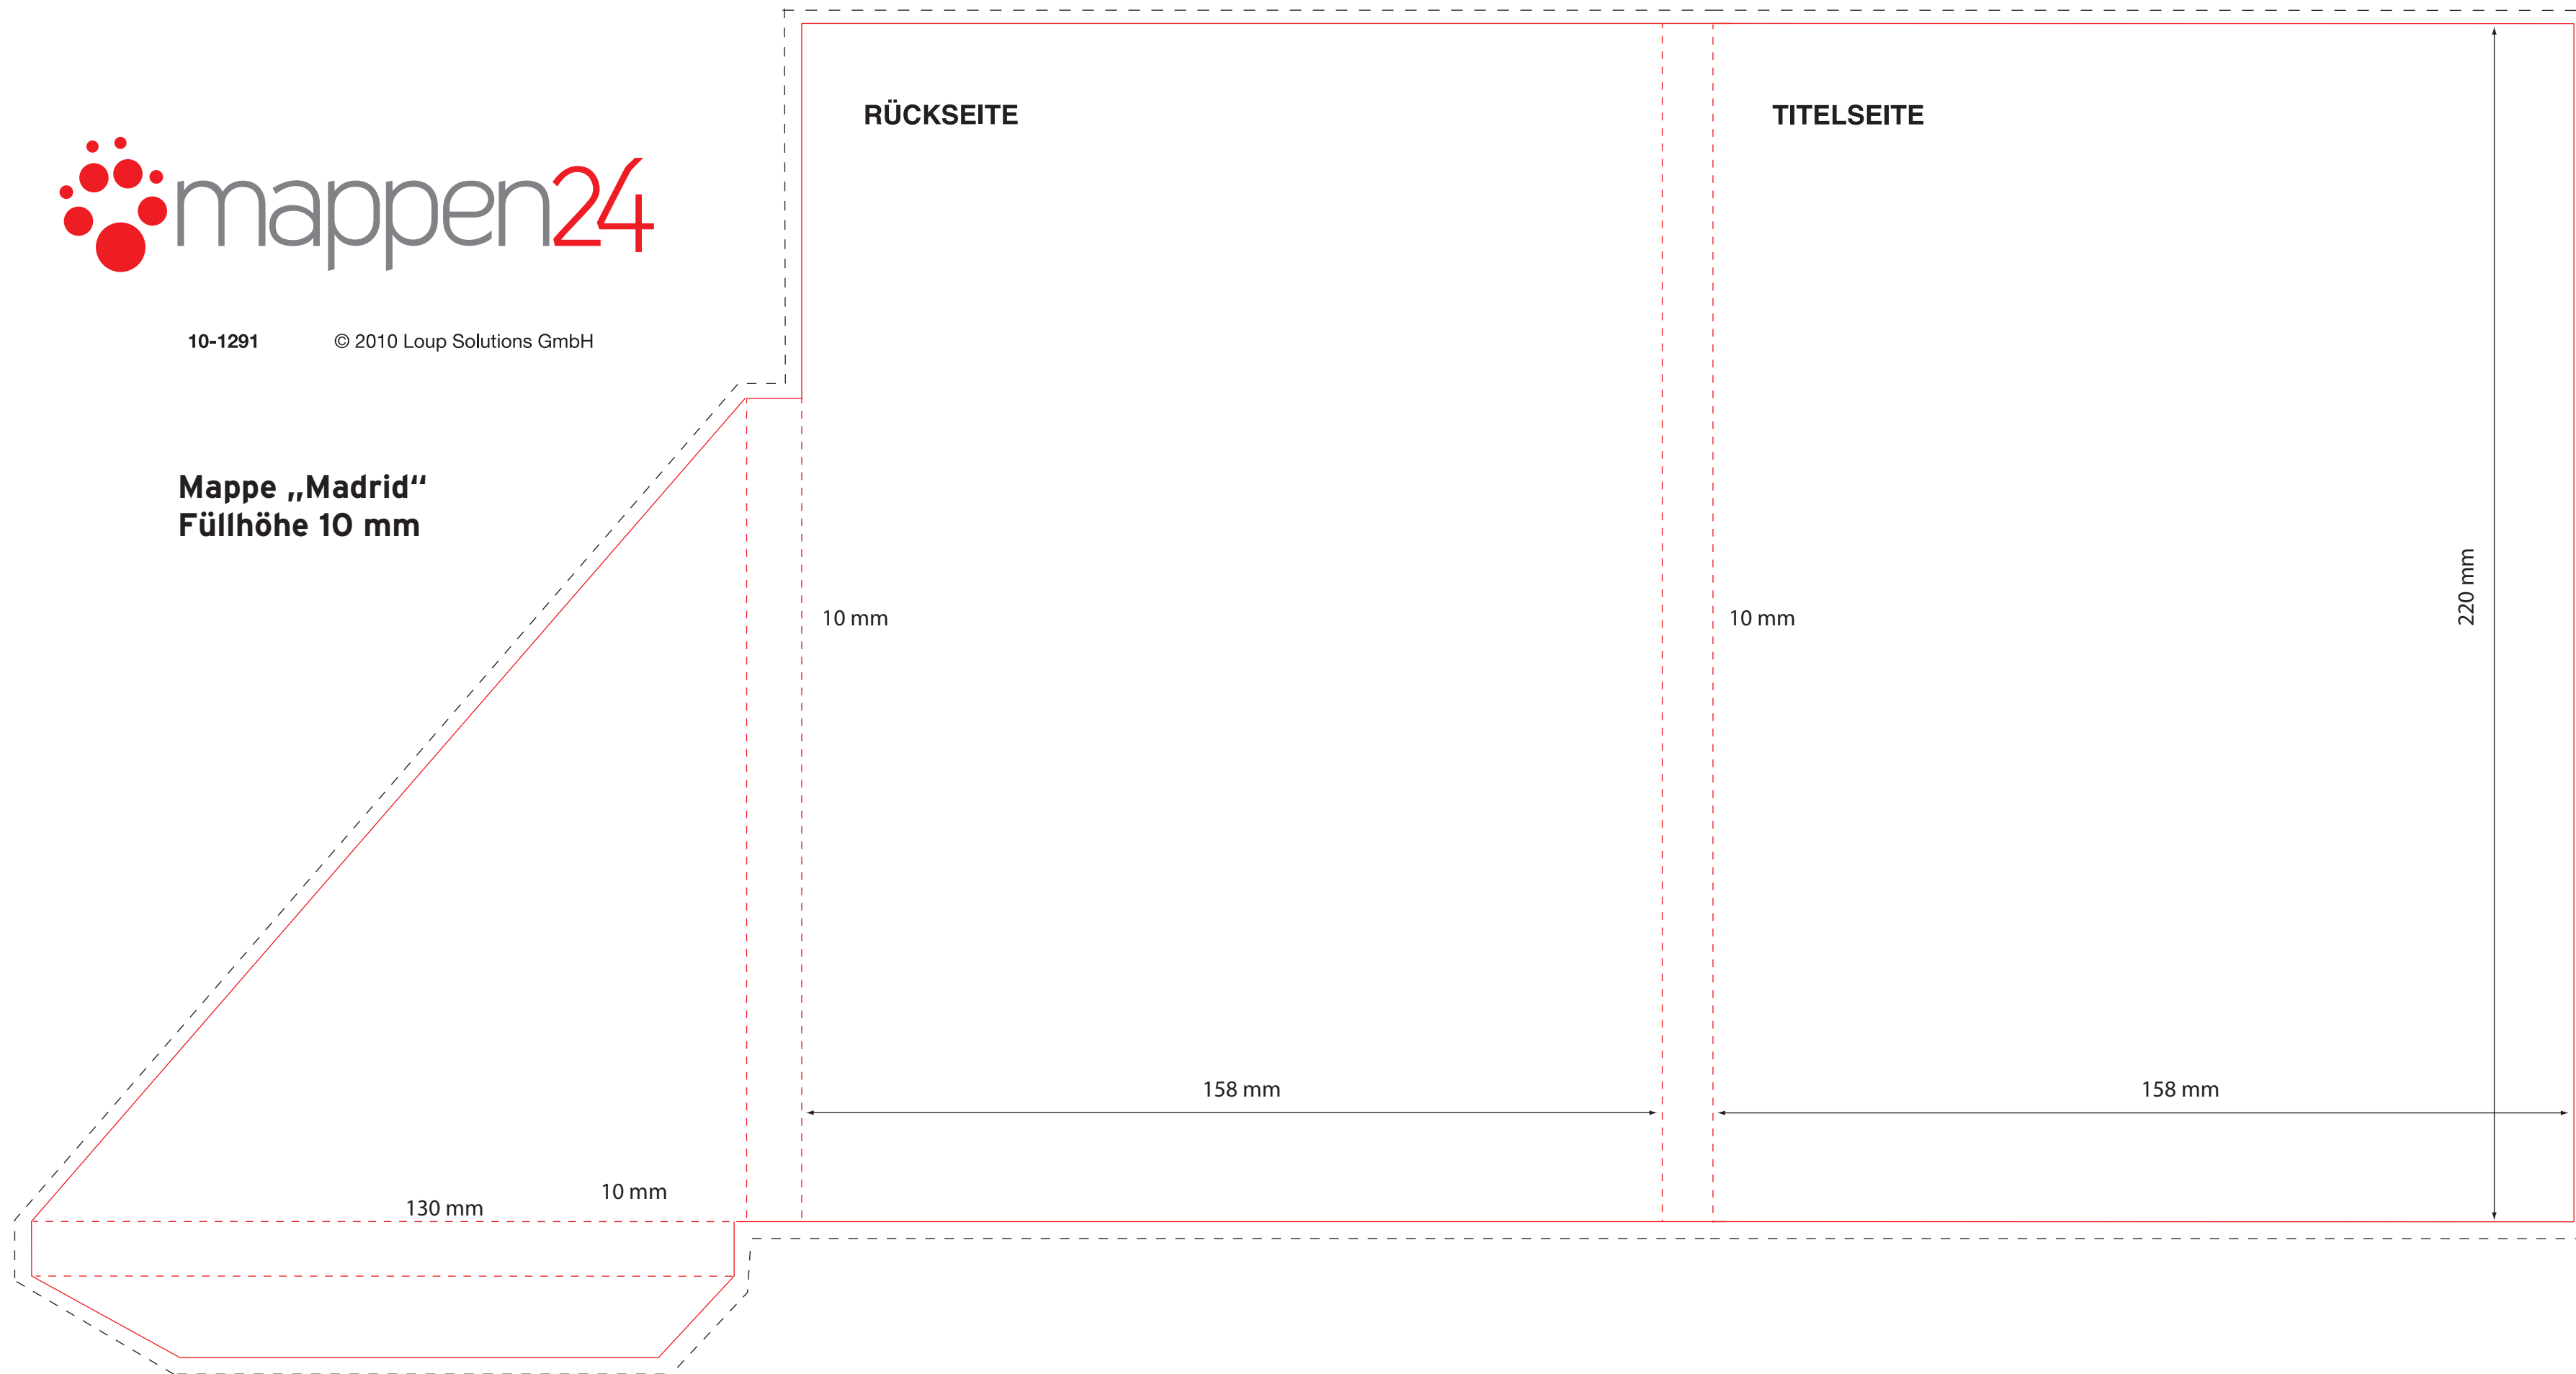 mappen24
10-1291 © 2010 Loup Solutions GmbH
Mappe „Madrid“
Füllhöhe 10 mm
RÜCKSEITE
TITELSEITE
10 mm
10 mm
220 mm
158 mm
158 mm
130 mm
10 mm